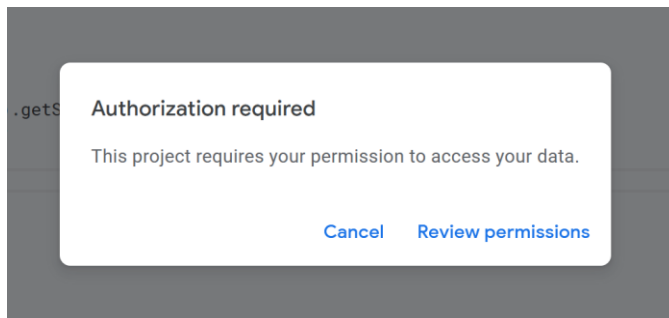 .getS
Authorization required
This project requires your permission to access your data.
Cancel Review permissions